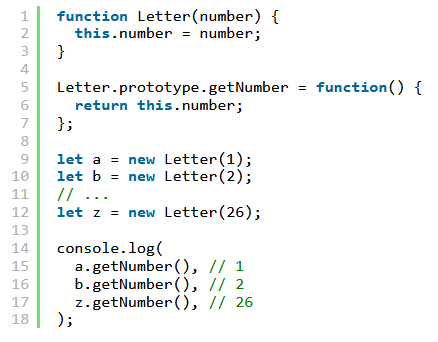 1 function Letter(number) {
2   this.number = number;
3 }
4
5 Letter.prototype.getNumber = function() {
6   return this.number;
7 };
8
9 let a = new Letter(1);
10 let b = new Letter(2);
11 // ...
12 let z = new Letter(26);
13
14 console.log(
15   a.getNumber(), // 1
16   b.getNumber(), // 2
17   z.getNumber(), // 26
18 );